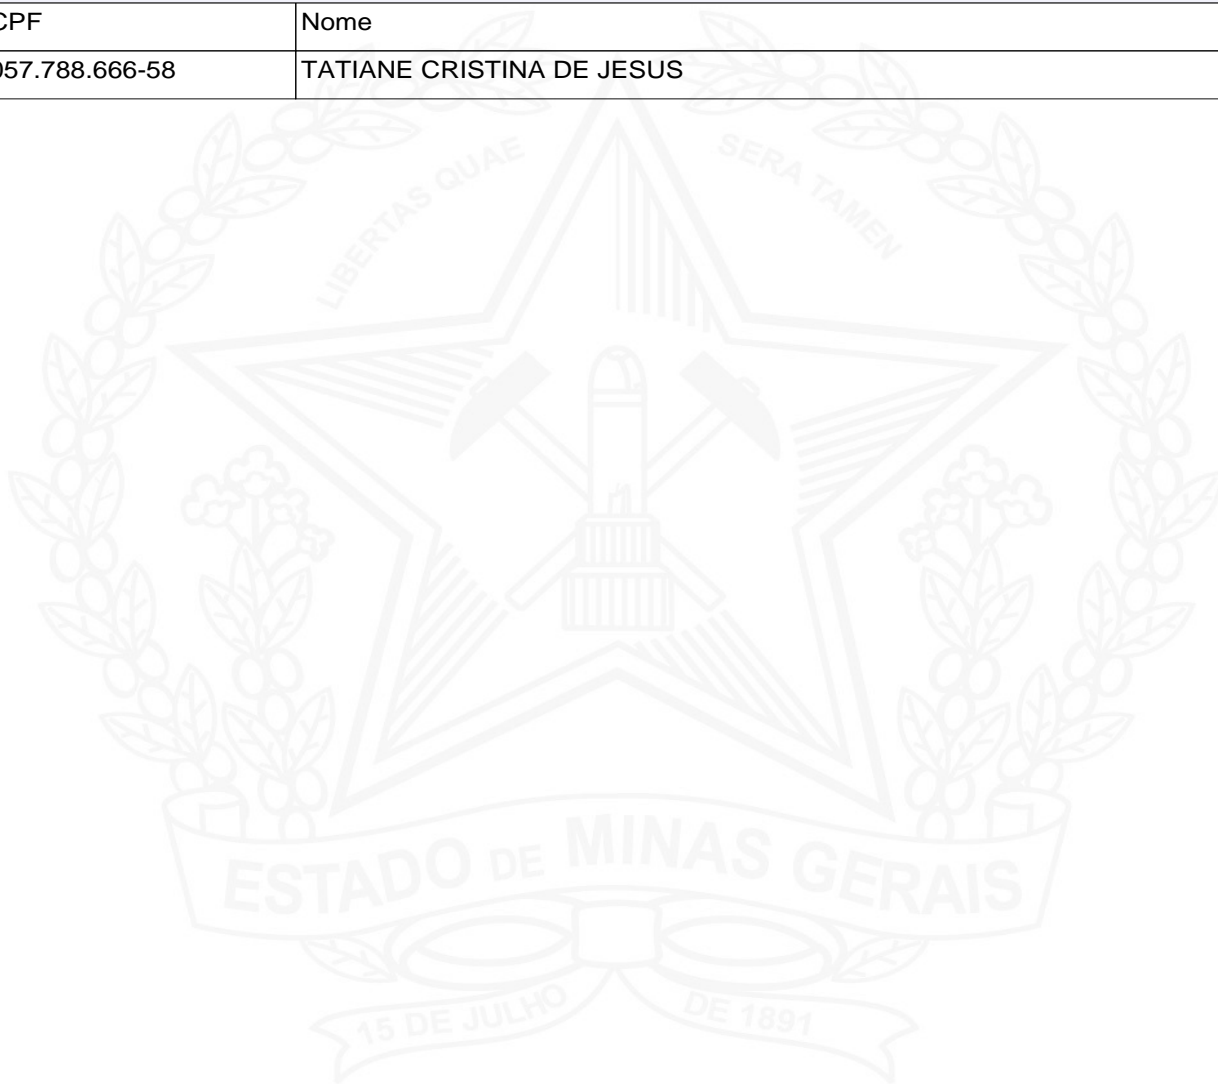 CPF Nome
057.788.666-58 TATIANE CRISTINA DE JESUS
LIBERTAS QUAE SERA TAMEN
ESTADO DE MINAS GERAIS
15 DE JULHO DE 1891